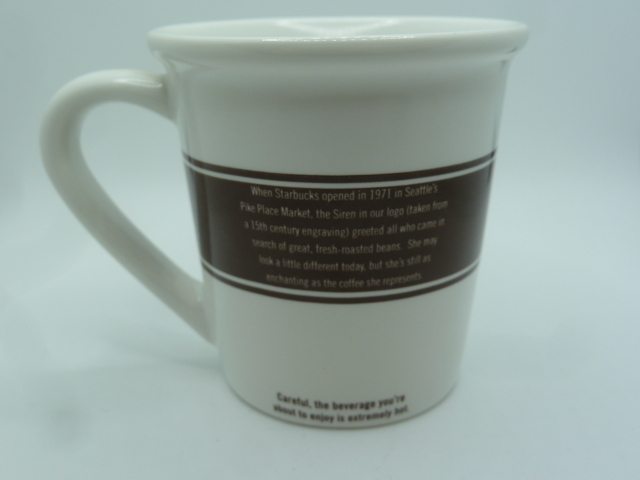 When Starbucks opened in 1971 in Seattle's
Pike Place Market, the Siren in our logo (taken from
a 15th century engraving) greeted all who came in
search of great, fresh-roasted beans. She may
look a little different today, but she's still as
enchanting as the coffee she represents.
Careful, the beverage you're
about to enjoy is extremely hot.